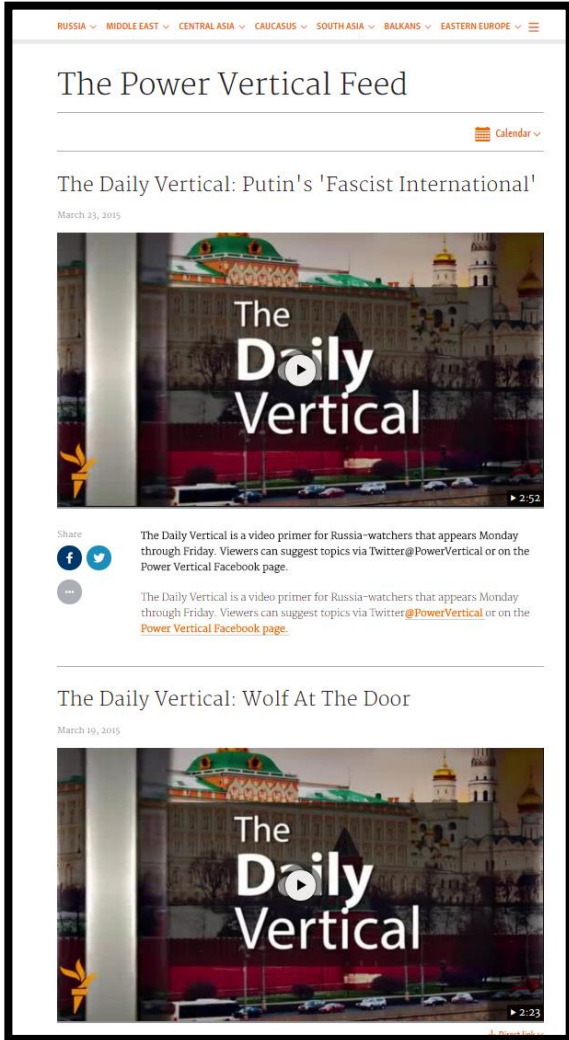 RUSSIA MIDDLE EAST CENTRAL ASIA CAUCASUS SOUTH ASIA BALKANS EASTERN EUROPE
The Power Vertical Feed
Calendar
The Daily Vertical: Putin's 'Fascist International'
March 23, 2015
The
Daily
Vertical
2:52
Share
The Daily Vertical is a video primer for Russia-watchers that appears Monday
through Friday. Viewers can suggest topics via Twitter@PowerVertical or on the
Power Vertical Facebook page.
The Daily Vertical is a video primer for Russia-watchers that appears Monday
through Friday. Viewers can suggest topics via Twitter@PowerVertical or on the
Power Vertical Facebook page.
The Daily Vertical: Wolf At The Door
March 19, 2015
The
Daily
Vertical
2:23
Direct link